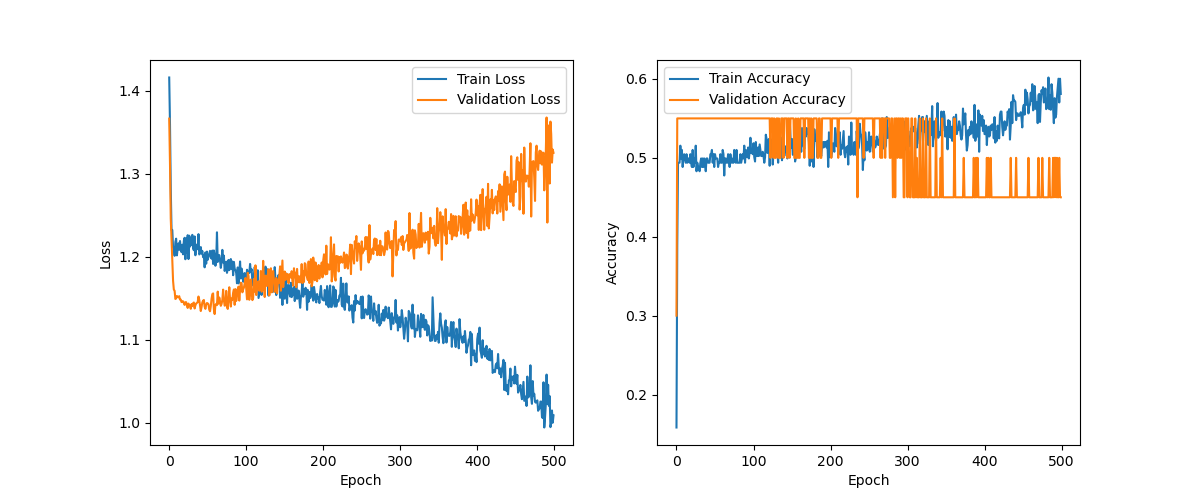 Train Loss
Validation Loss
1.4
1.3
1.2
1.1
1.0
Loss
0 100 200 300 400 500
Epoch
Train Accuracy
Validation Accuracy
0.6
0.5
0.4
0.3
0.2
Accuracy
0 100 200 300 400 500
Epoch